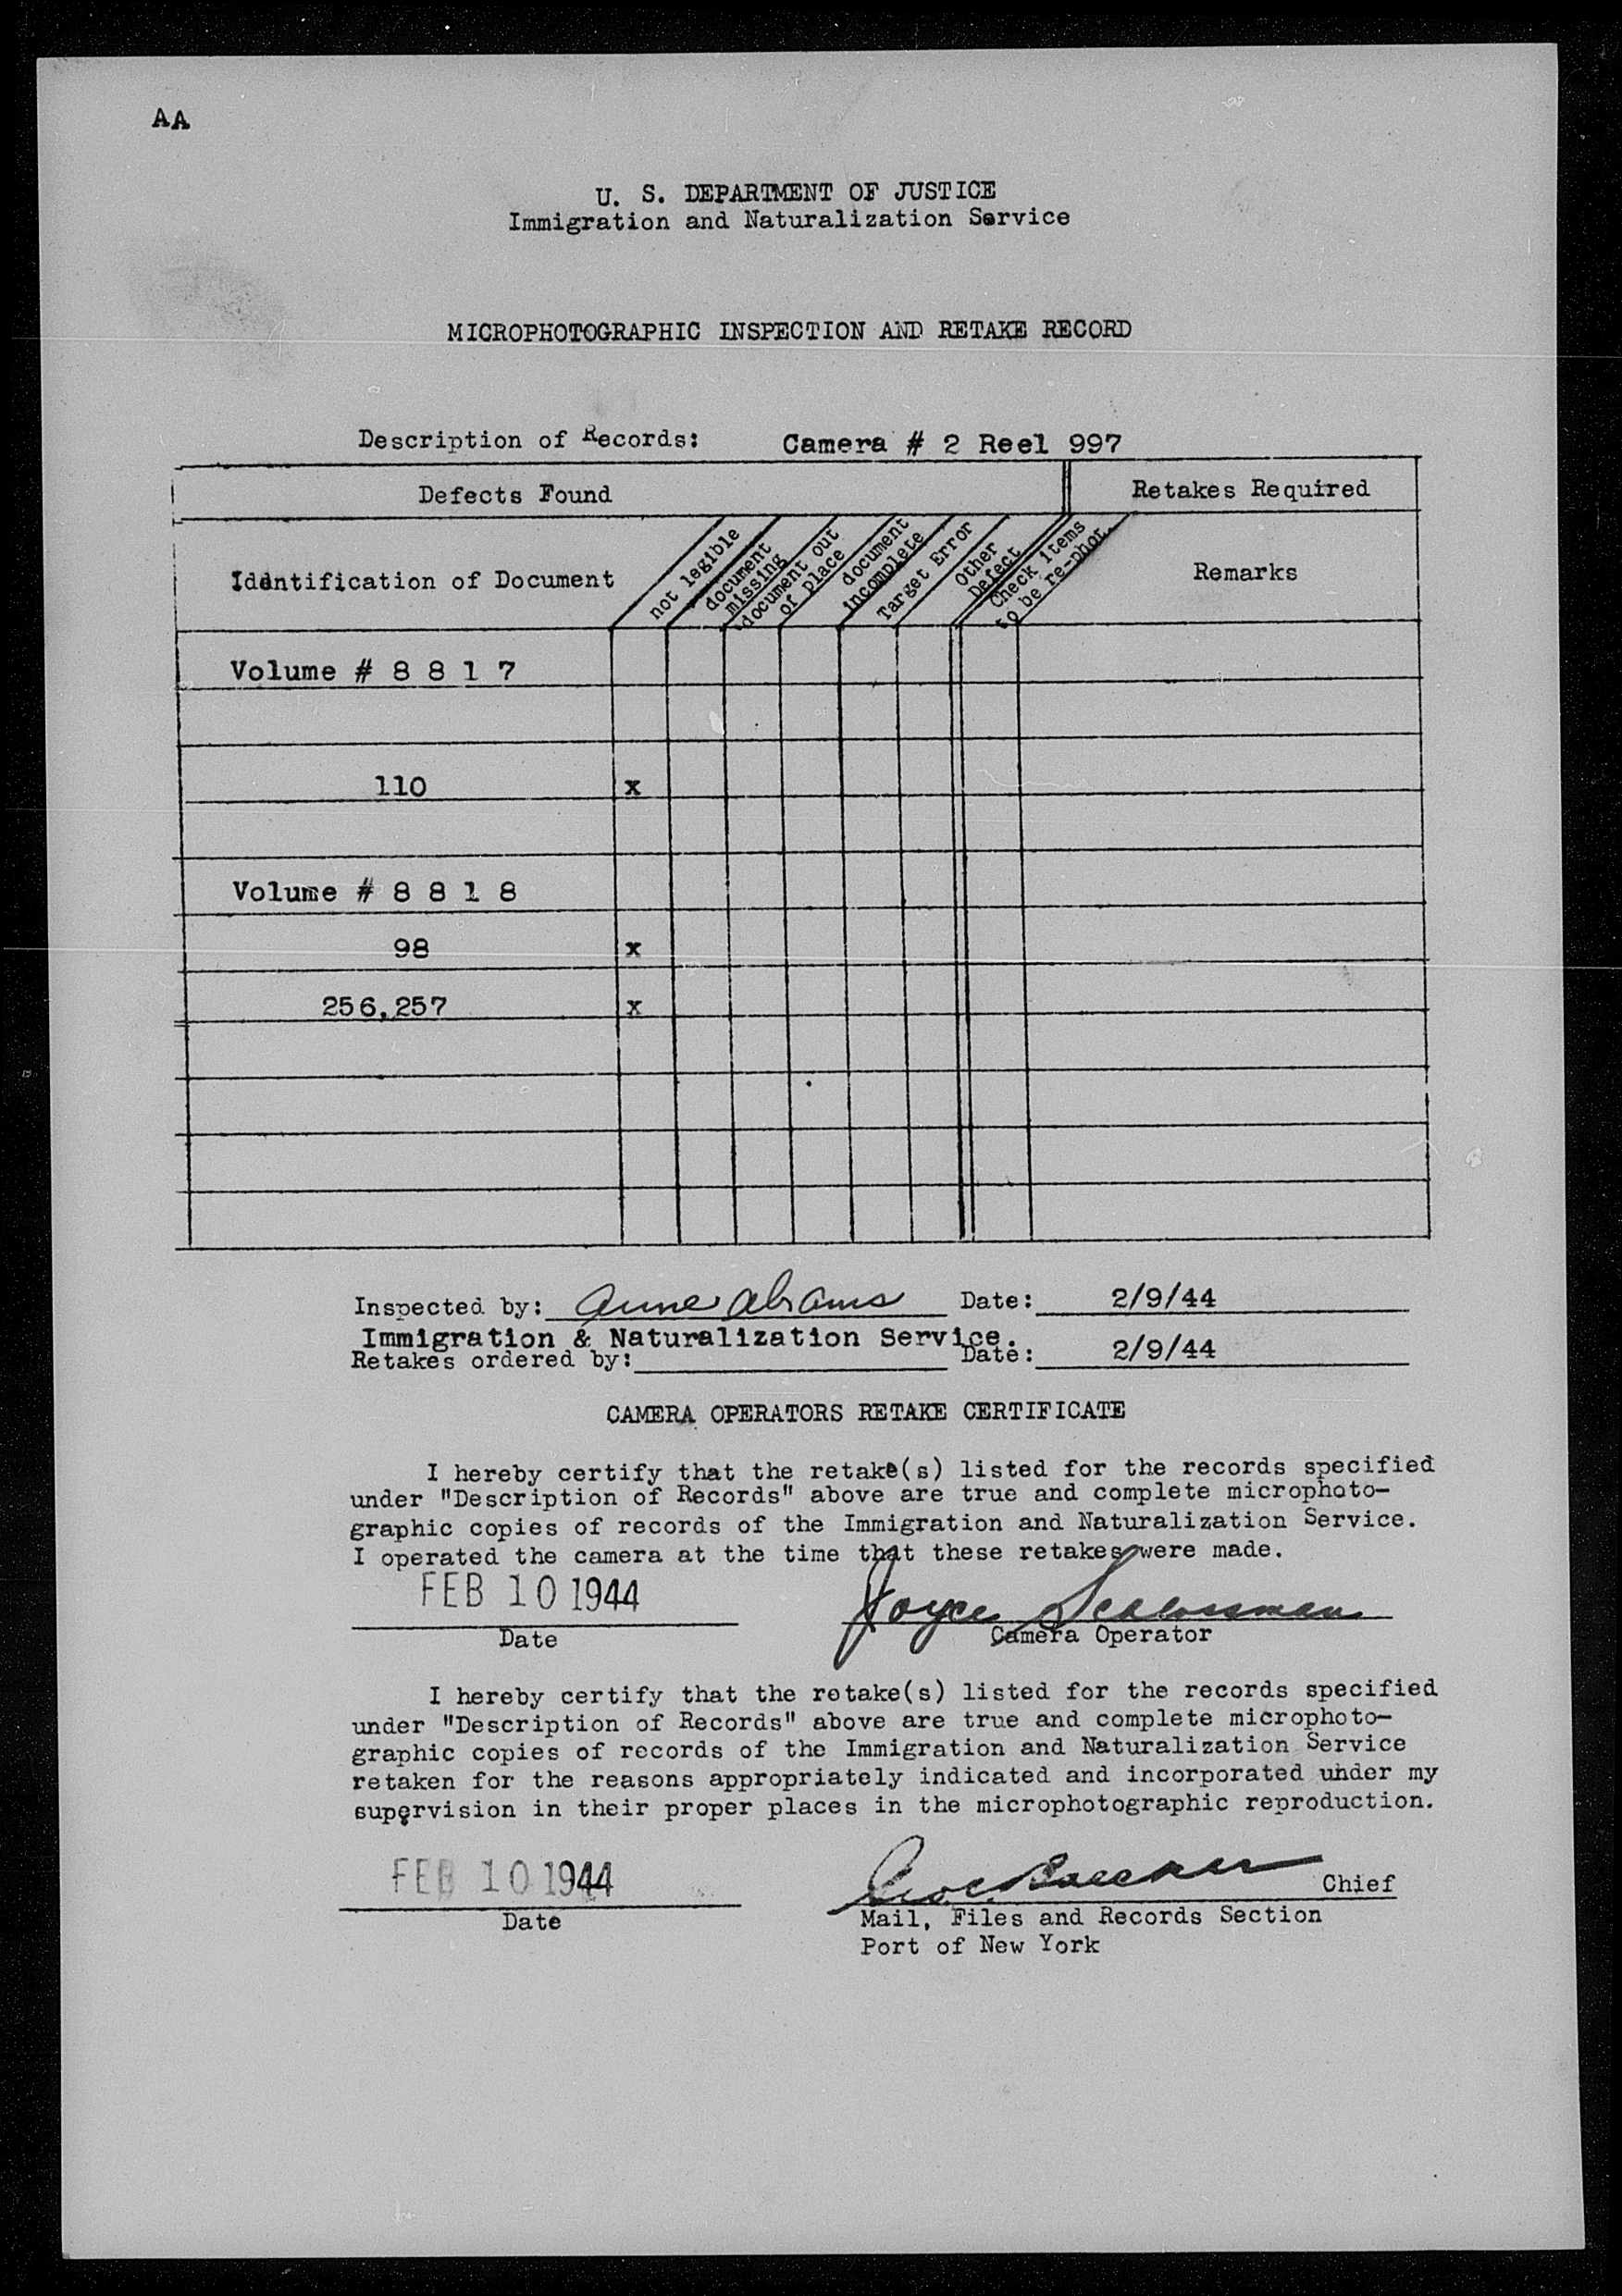 AA
U. S. DEPARTMENT OF JUSTICE
Immigration and Naturalization Service
MICROPHOTOGRAPHIC INSPECTION AND RETAKE RECORD
Description of Records: Camera # 2 Reel 997
Defects Found Retakes Required
Identification of Document
not legible
document
missing
document out
of place
document
incomplete
Target Error
Other
Defect
Check items
to be re-phot.
Remarks
Volume # 8 8 1 7
110 x
Volume # 8 8 1 8
98 x
256,257 x
Inspected by: Anne Abrams Date: 2/9/44
Immigration & Naturalization Service.
Retakes ordered by: Date: 2/9/44
CAMERA OPERATORS RETAKE CERTIFICATE
I hereby certify that the retake(s) listed for the records specified
under "Description of Records" above are true and complete microphoto-
graphic copies of records of the Immigration and Naturalization Service.
I operated the camera at the time that these retakes were made.
FEB 10 1944 Joyce Schlossman
Date Camera Operator
I hereby certify that the retake(s) listed for the records specified
under "Description of Records" above are true and complete microphoto-
graphic copies of records of the Immigration and Naturalization Service
retaken for the reasons appropriately indicated and incorporated under my
supervision in their proper places in the microphotographic reproduction.
FEB 10 1944 Chief
Date Mail, Files and Records Section
Port of New York